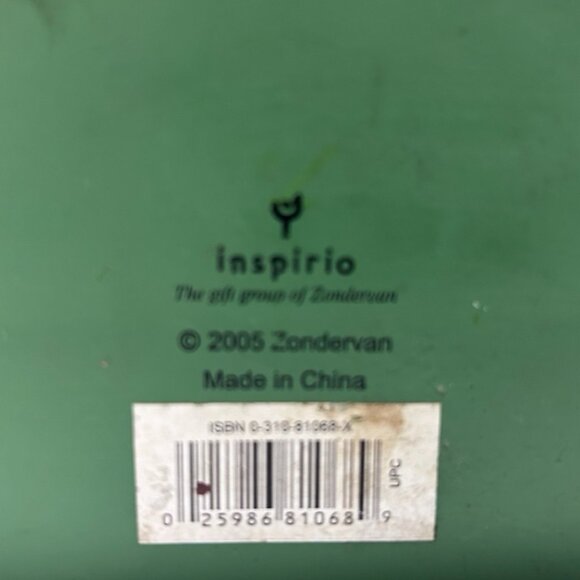 inspirio
The gift group of Zondervan
© 2005 Zondervan
Made in China
ISBN 0-310-81068-X
UPC
0 25986 81068 9